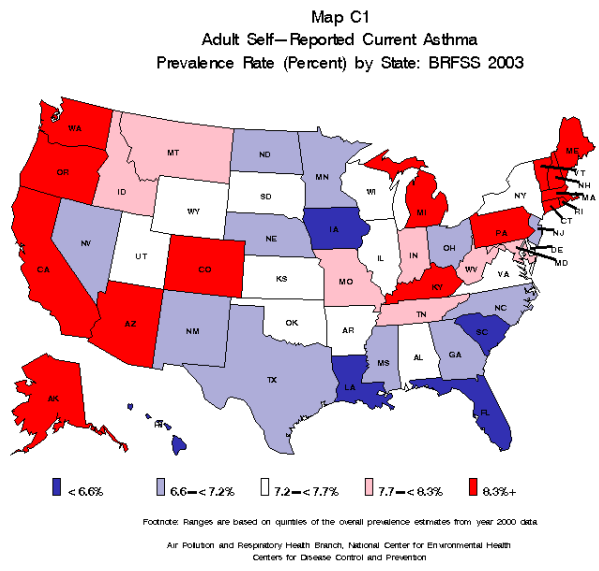 Map C1
Adult Self-Reported Current Asthma
Prevalence Rate (Percent) by State: BRFSS 2003
WA
ME
MT
ND
OR
MN
VT
ID
WI
NH
SD
NY
MA
WY
MI
RI
CT
IA
PA
NE
NJ
NV
OH
IN
DE
UT
IL
MD
CO
WV
CA
KS
MO
VA
KY
NC
TN
AZ
OK
NM
AR
SC
MS
AL
GA
TX
LA
AK
FL
HI
< 6.6%
6.6-< 7.2%
7.2-< 7.7%
7.7-< 8.3%
8.3%+
Footnote: Ranges are based on quintiles of the overall prevalence estimates from year 2000 data
Air Pollution and Respiratory Health Branch, National Center for Environmental Health
Centers for Disease Control and Prevention